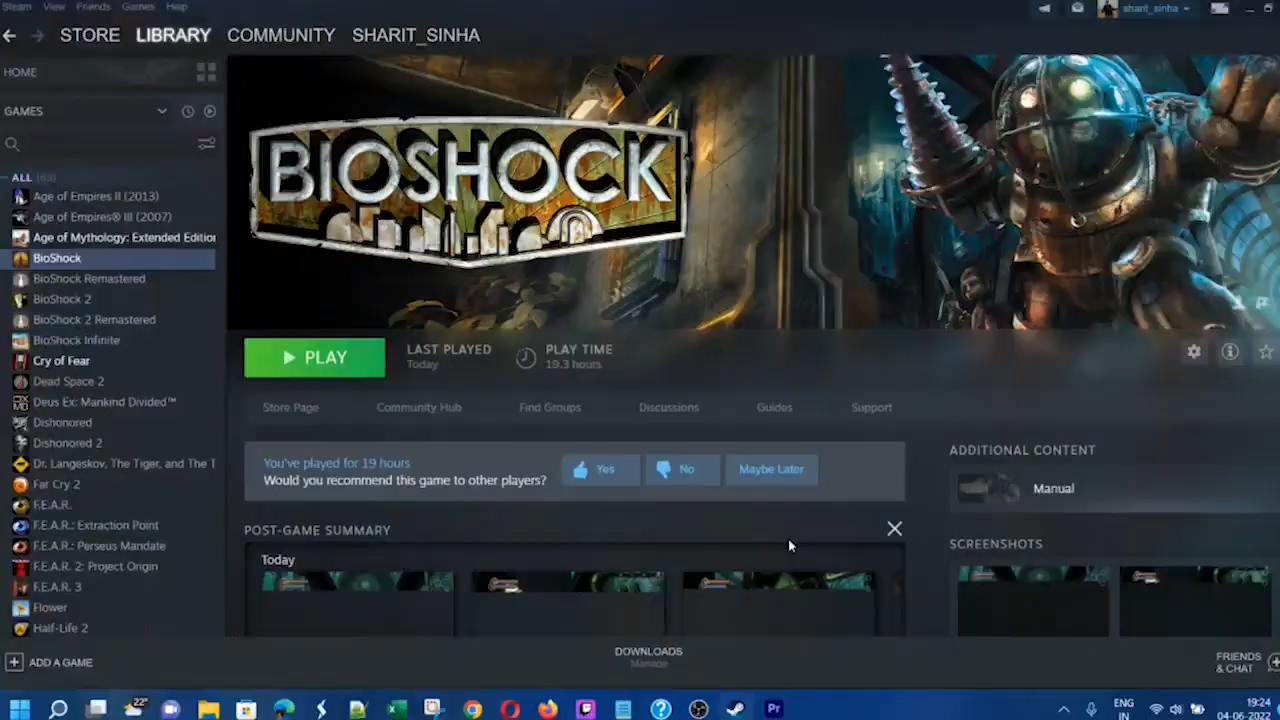 Steam View Friends Games Help
sharit_sinha
STORE LIBRARY COMMUNITY SHARIT_SINHA
HOME
GAMES
ALL (63)
Age of Empires II (2013)
Age of Empires® III (2007)
Age of Mythology: Extended Edition
BioShock
BioShock Remastered
BioShock 2
BioShock 2 Remastered
BioShock Infinite
Cry of Fear
Dead Space 2
Deus Ex: Mankind Divided™
Dishonored
Dishonored 2
Dr. Langeskov, The Tiger, and The T
Far Cry 2
F.E.A.R.
F.E.A.R.: Extraction Point
F.E.A.R.: Perseus Mandate
F.E.A.R. 2: Project Origin
F.E.A.R. 3
Flower
Half-Life 2
ADD A GAME
BIOSHOCK
PLAY
LAST PLAYED
Today
PLAY TIME
19.3 hours
Store Page Community Hub Find Groups Discussions Guides Support
You've played for 19 hours
Would you recommend this game to other players?
Yes No Maybe Later
POST-GAME SUMMARY
Today
ADDITIONAL CONTENT
Manual
SCREENSHOTS
DOWNLOADS
Manage
FRIENDS
& CHAT
22°
Pr
ENG
IN
19:24
04-06-2022